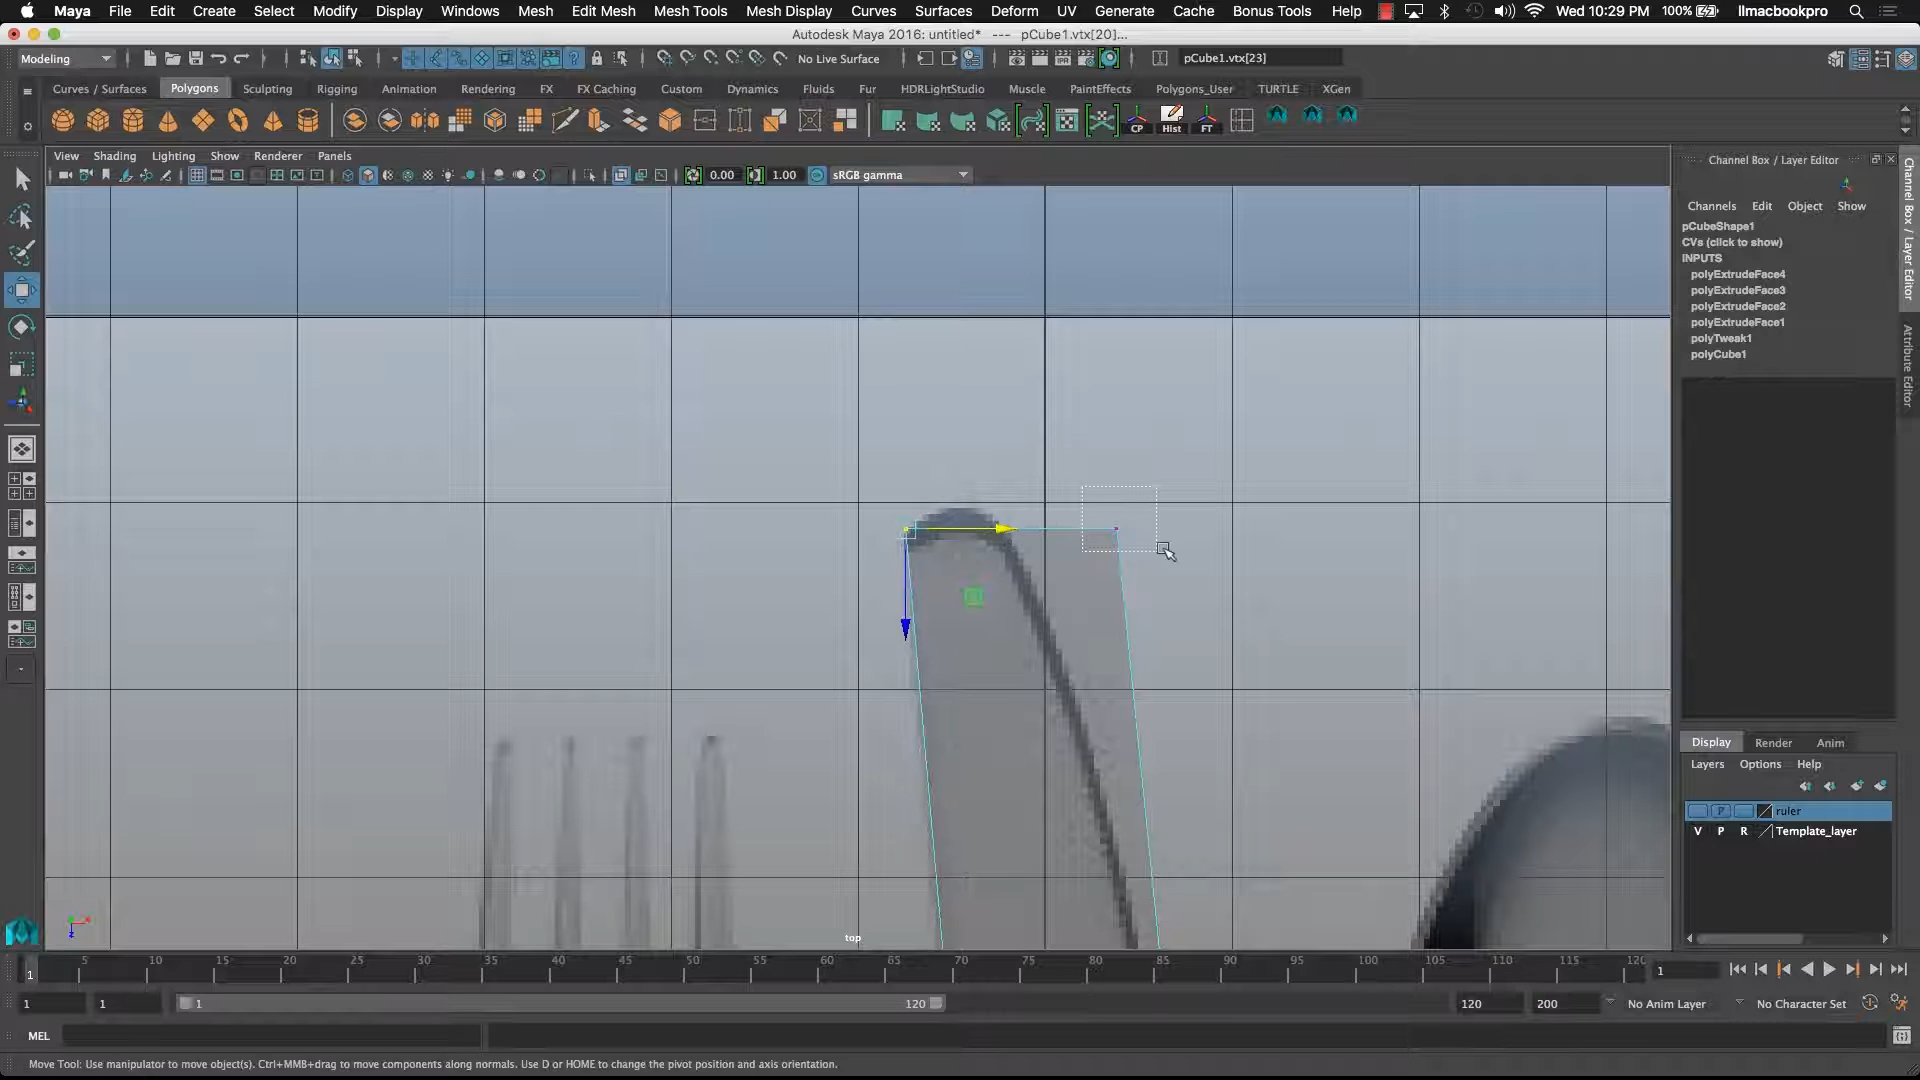 Maya File Edit Create Select Modify Display Windows Mesh Edit Mesh Mesh Tools Mesh Display Curves Surfaces Deform UV Generate Cache Bonus Tools Help Wed 10:29 PM 100% llmacbookpro
Autodesk Maya 2016: untitled* --- pCube1.vtx[20]...
Modeling No Live Surface pCube1.vtx[23]
Curves / Surfaces Polygons Sculpting Rigging Animation Rendering FX FX Caching Custom Dynamics Fluids Fur HDRLightStudio Muscle PaintEffects Polygons_User TURTLE XGen
CP Hist FT
View Shading Lighting Show Renderer Panels
0.00 1.00 sRGB gamma
Channel Box / Layer Editor
Channels Edit Object Show
pCubeShape1
CVs (click to show)
INPUTS
polyExtrudeFace4
polyExtrudeFace3
polyExtrudeFace2
polyExtrudeFace1
polyTweak1
polyCube1
Channel Box / Layer Editor
Attribute Editor
Display Render Anim
Layers Options Help
P ruler
V P R Template_layer
z
top
1 5 10 15 20 25 30 35 40 45 50 55 60 65 70 75 80 85 90 95 100 105 110 115 120 1
1 1 1 120 120 200 No Anim Layer No Character Set
MEL
Move Tool: Use manipulator to move object(s). Ctrl+MMB+drag to move components along normals. Use D or HOME to change the pivot position and axis orientation.